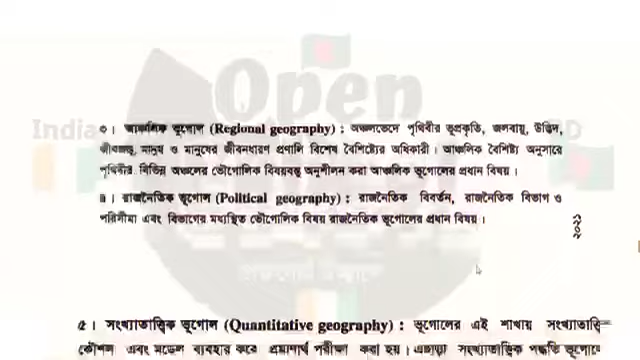 Open
India
BD
৩। আঞ্চলিক ভূগোল (Regional geography) : অঞ্চলভেদে পৃথিবীর ভূপ্রকৃতি, জলবায়ু, উদ্ভিদ,
জীবজন্তু, মানুষ ও মানুষের জীবনধারণ প্রণালি বিশেষ বৈশিষ্ট্যের অধিকারী। আঞ্চলিক বৈশিষ্ট্য অনুসারে
পৃথিবীর বিভিন্ন অঞ্চলের ভৌগোলিক বিষয়বস্তু অনুশীলন করা আঞ্চলিক ভূগোলের প্রধান বিষয়।
৪। রাজনৈতিক ভূগোল (Political geography) : রাজনৈতিক বিবর্তন, রাজনৈতিক বিভাগ ও
পরিসীমা এবং বিভাগের মধ্যস্থিত ভৌগোলিক বিষয় রাজনৈতিক ভূগোলের প্রধান বিষয়।
২০২১
৫। সংখ্যাতাত্ত্বিক ভূগোল (Quantitative geography) : ভূগোলের এই শাখায় সংখ্যাতাত্ত্বি
কৌশল এবং মডেল ব্যবহার করে প্রমাণার্থ পরীক্ষা করা হয়। এছাড়া সংখ্যাতাত্ত্বিক পদ্ধতি ভূগোলে